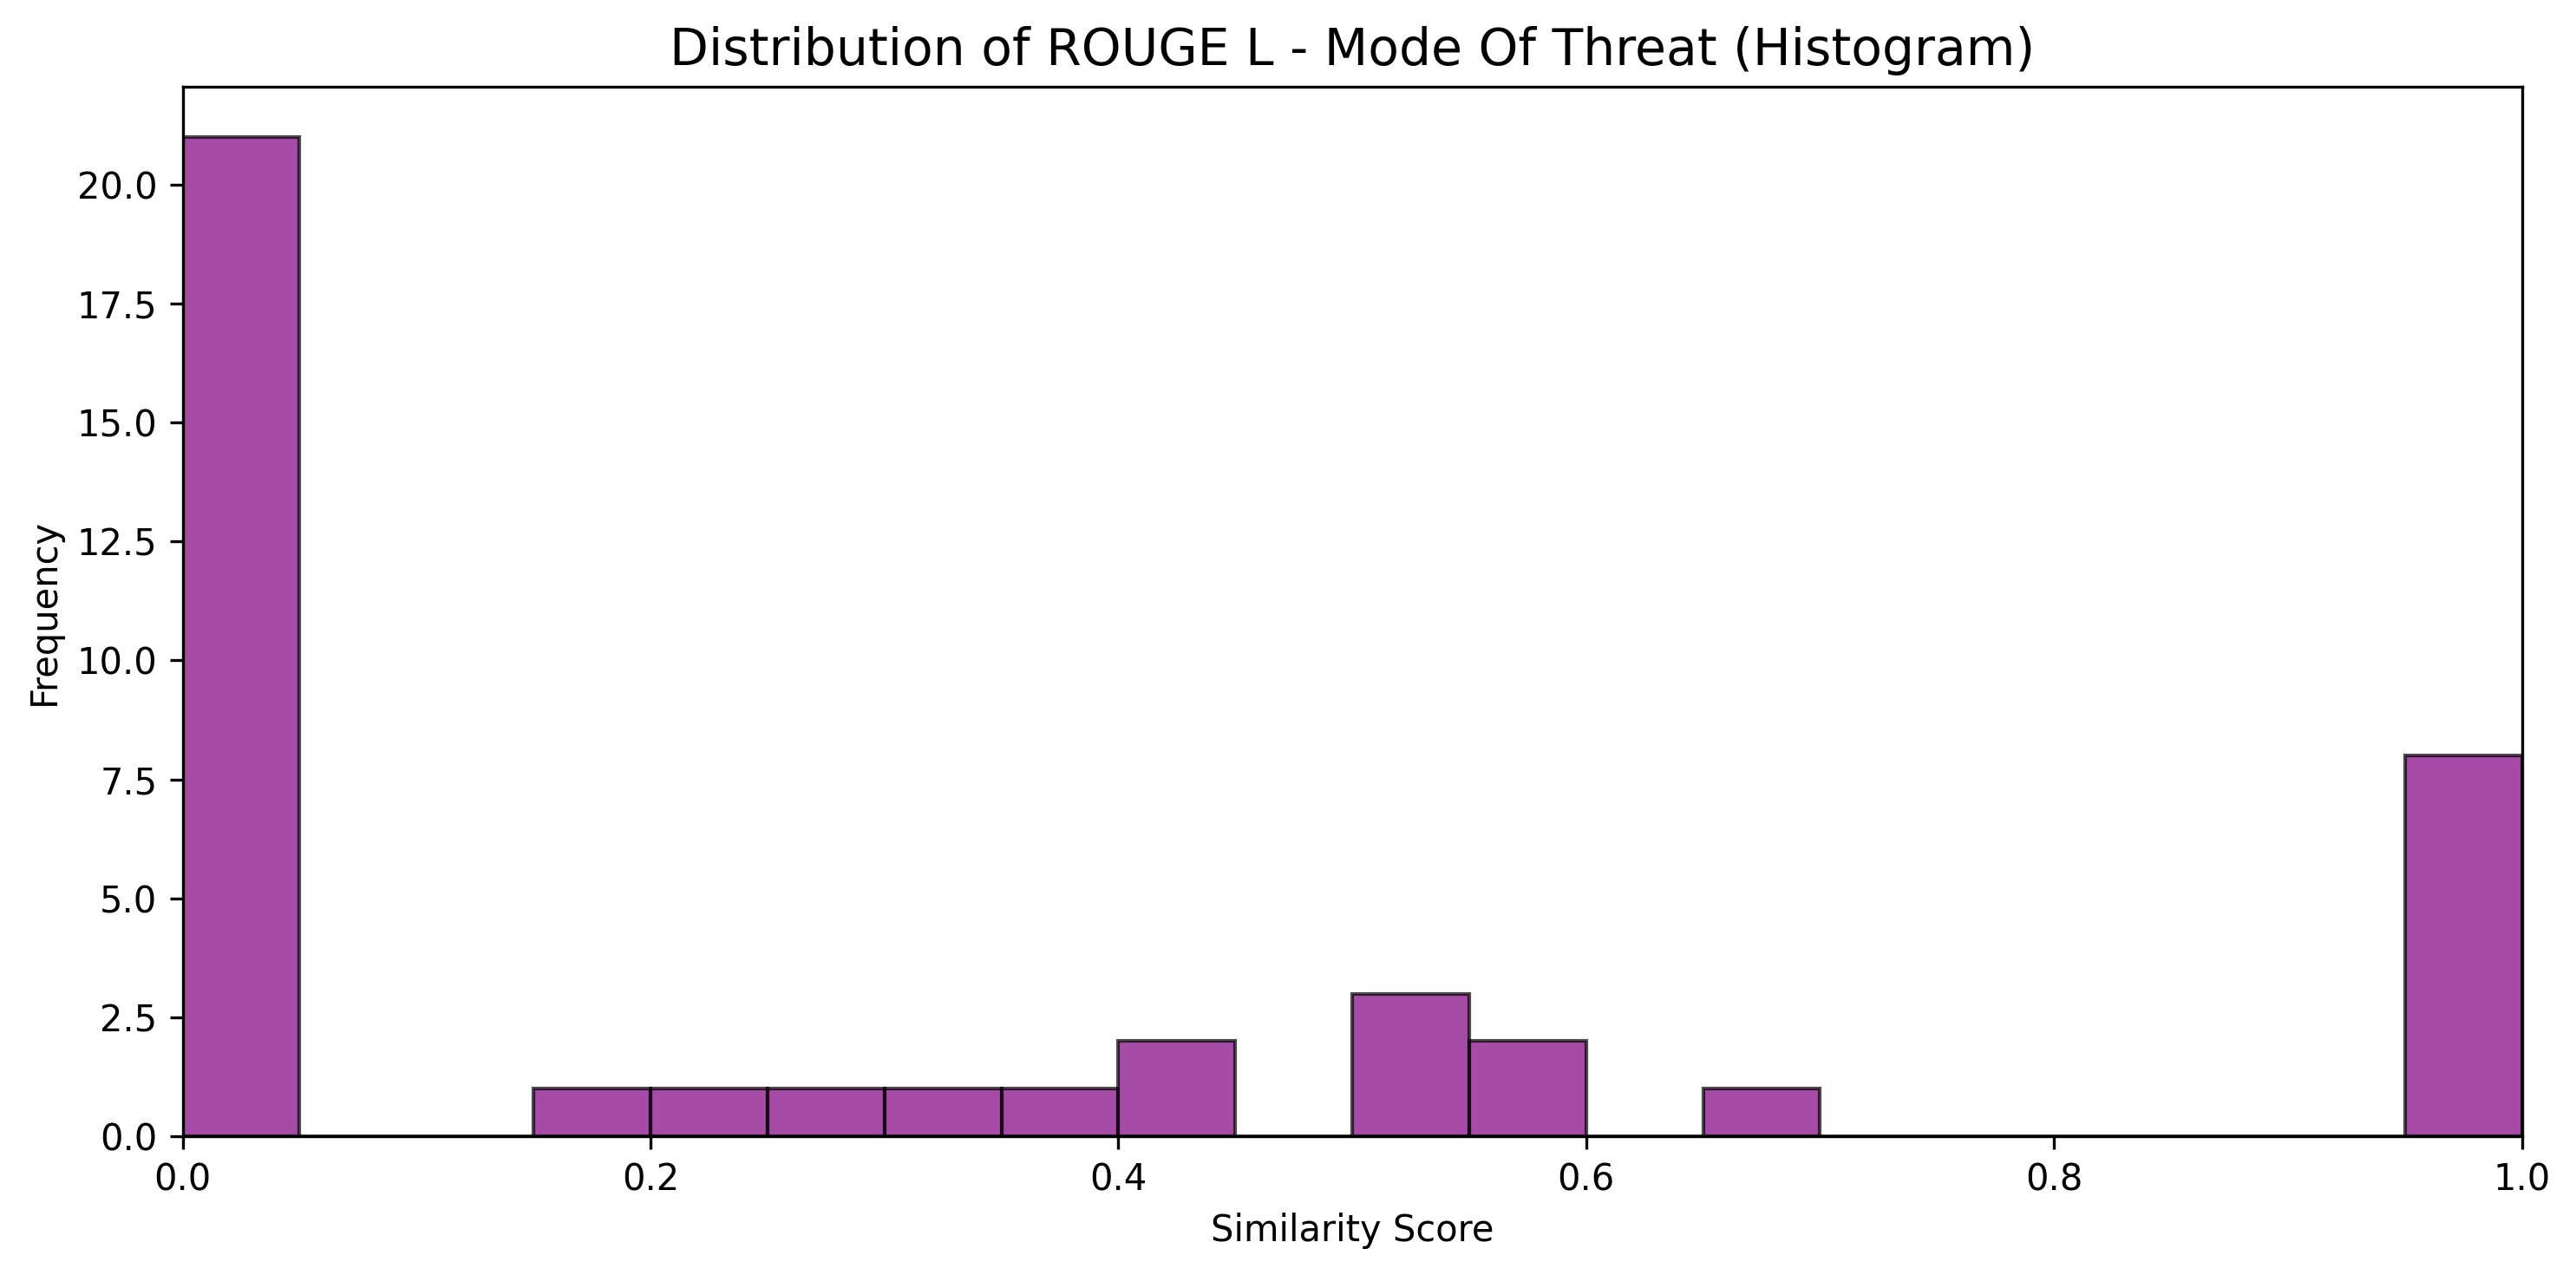 Distribution of ROUGE L - Mode Of Threat (Histogram)
Frequency
20.0
17.5
15.0
12.5
10.0
7.5
5.0
2.5
0.0
0.0 0.2 0.4 0.6 0.8 1.0
Similarity Score